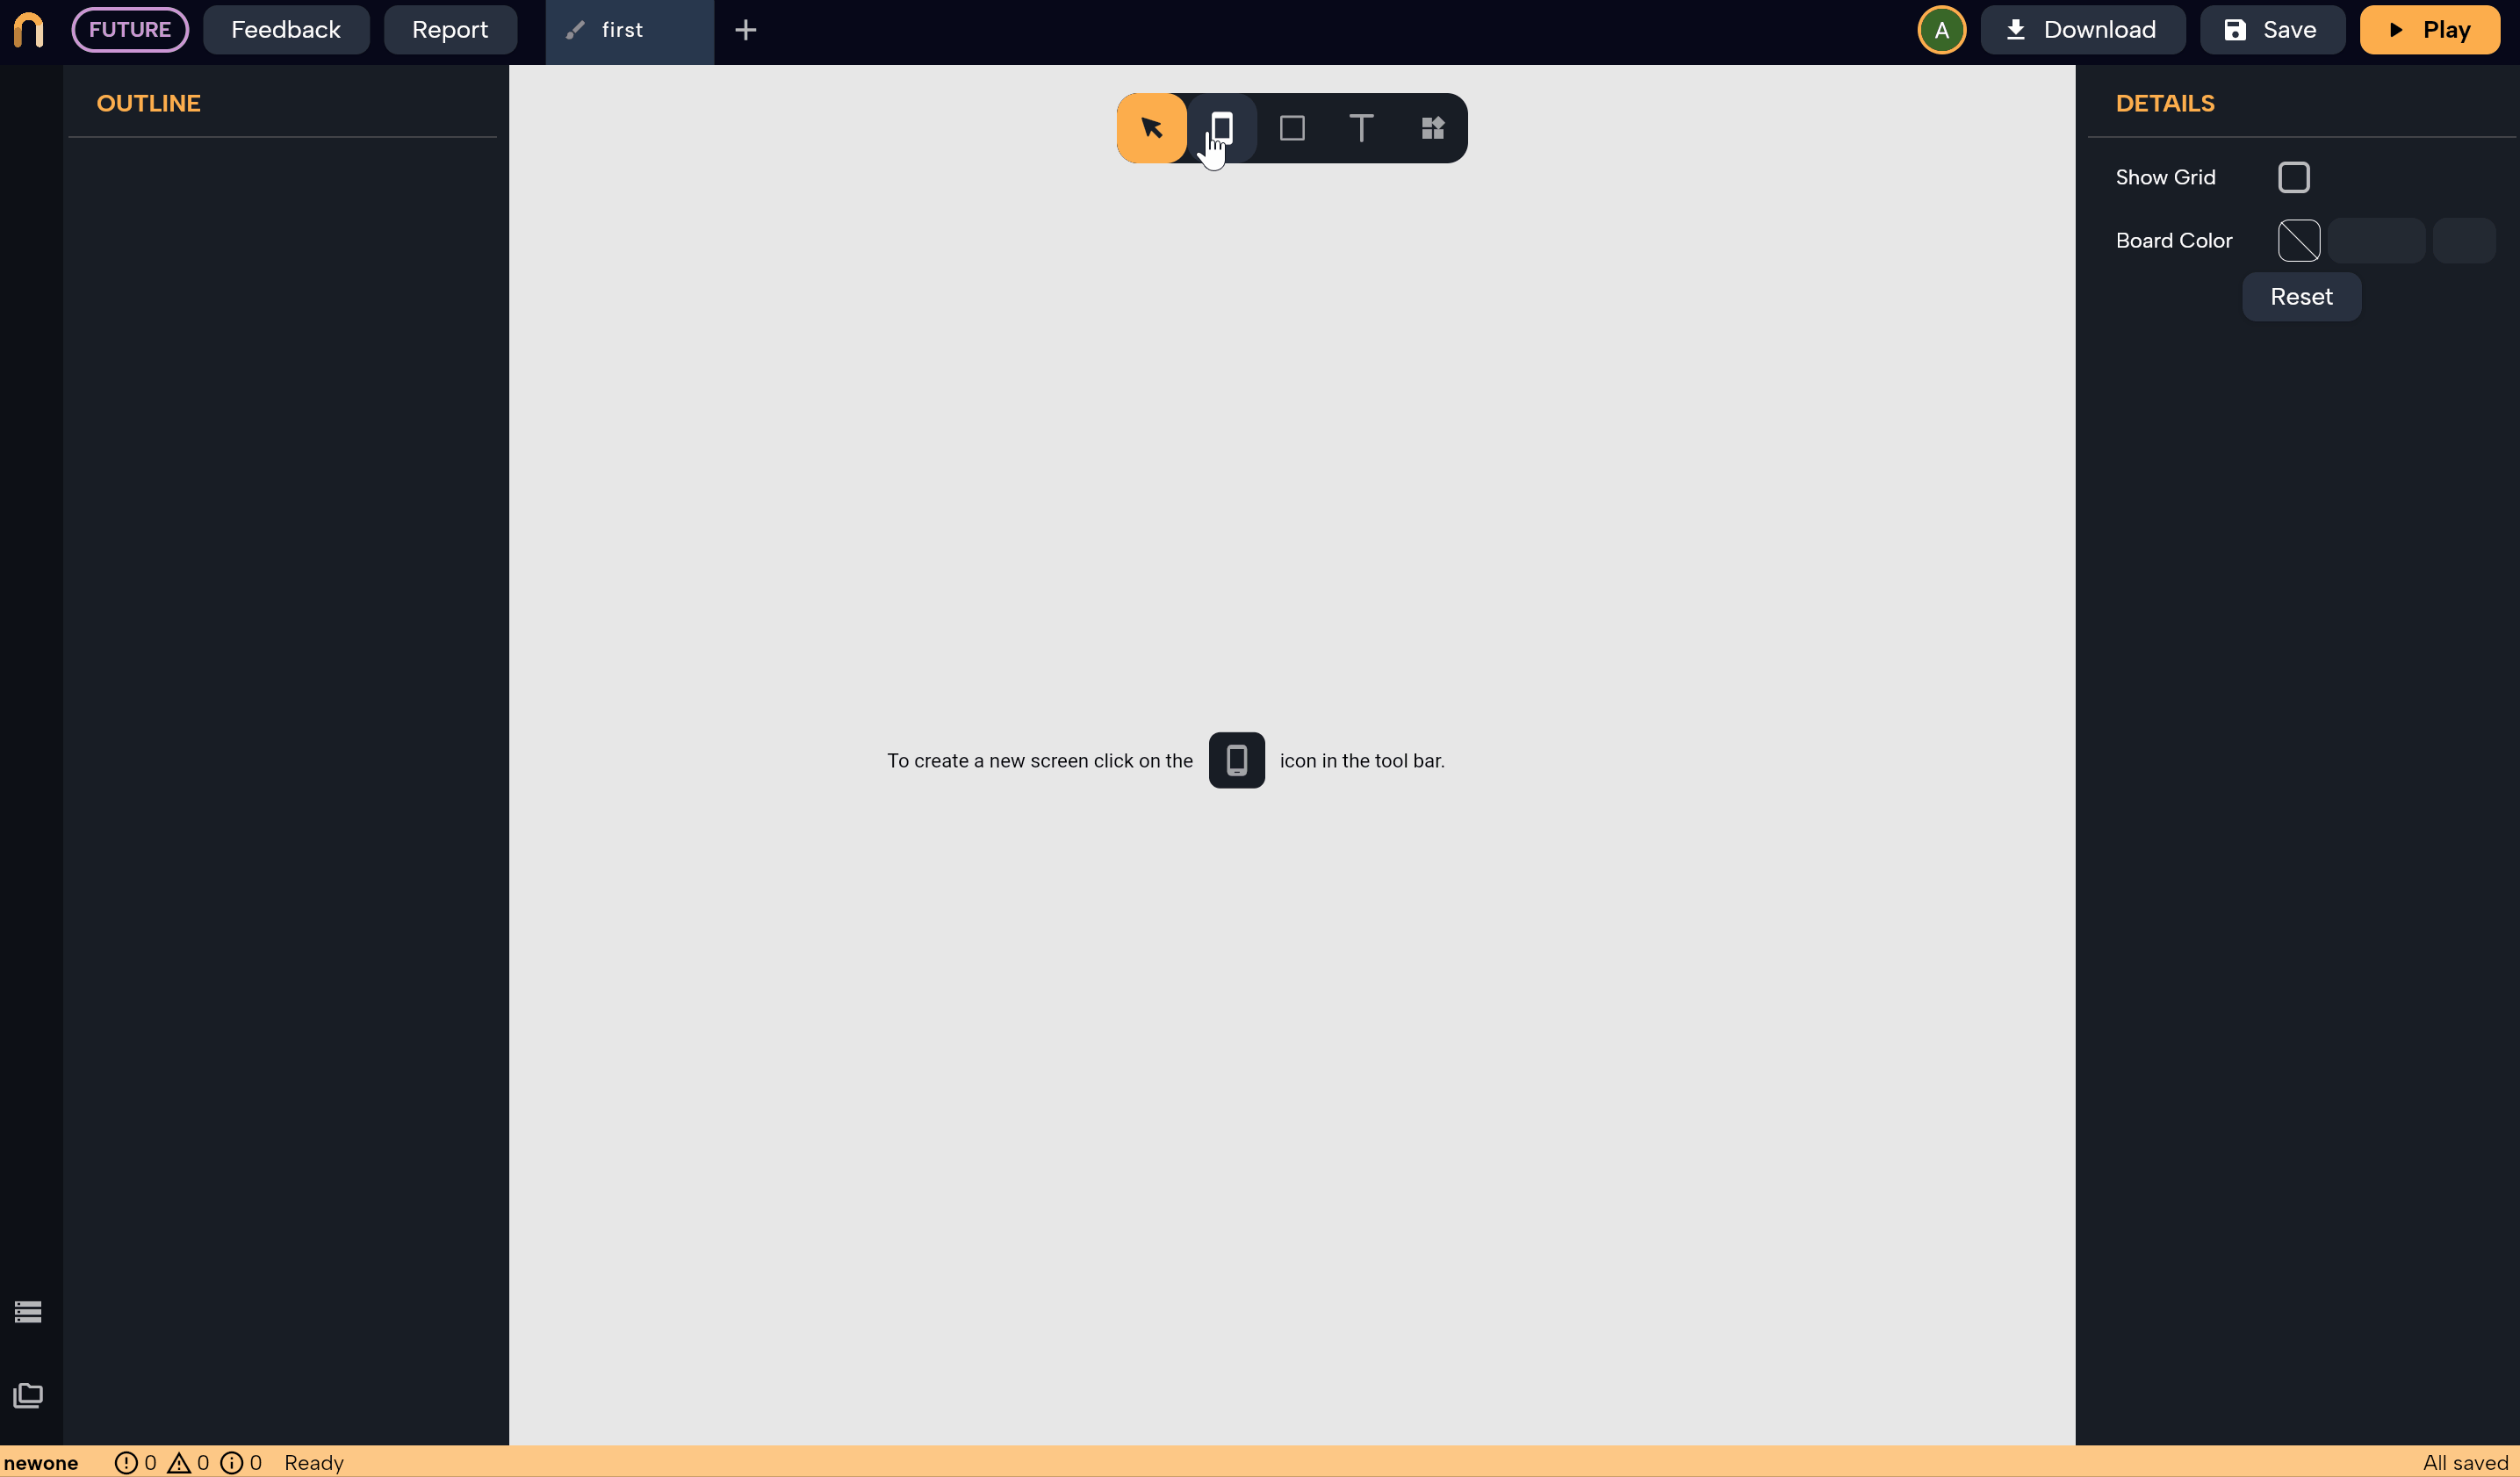 FUTURE Feedback Report first A Download Save Play
OUTLINE
DETAILS
Show Grid
Board Color
Reset
To create a new screen click on the icon in the tool bar.
newone 0 0 0 Ready All saved